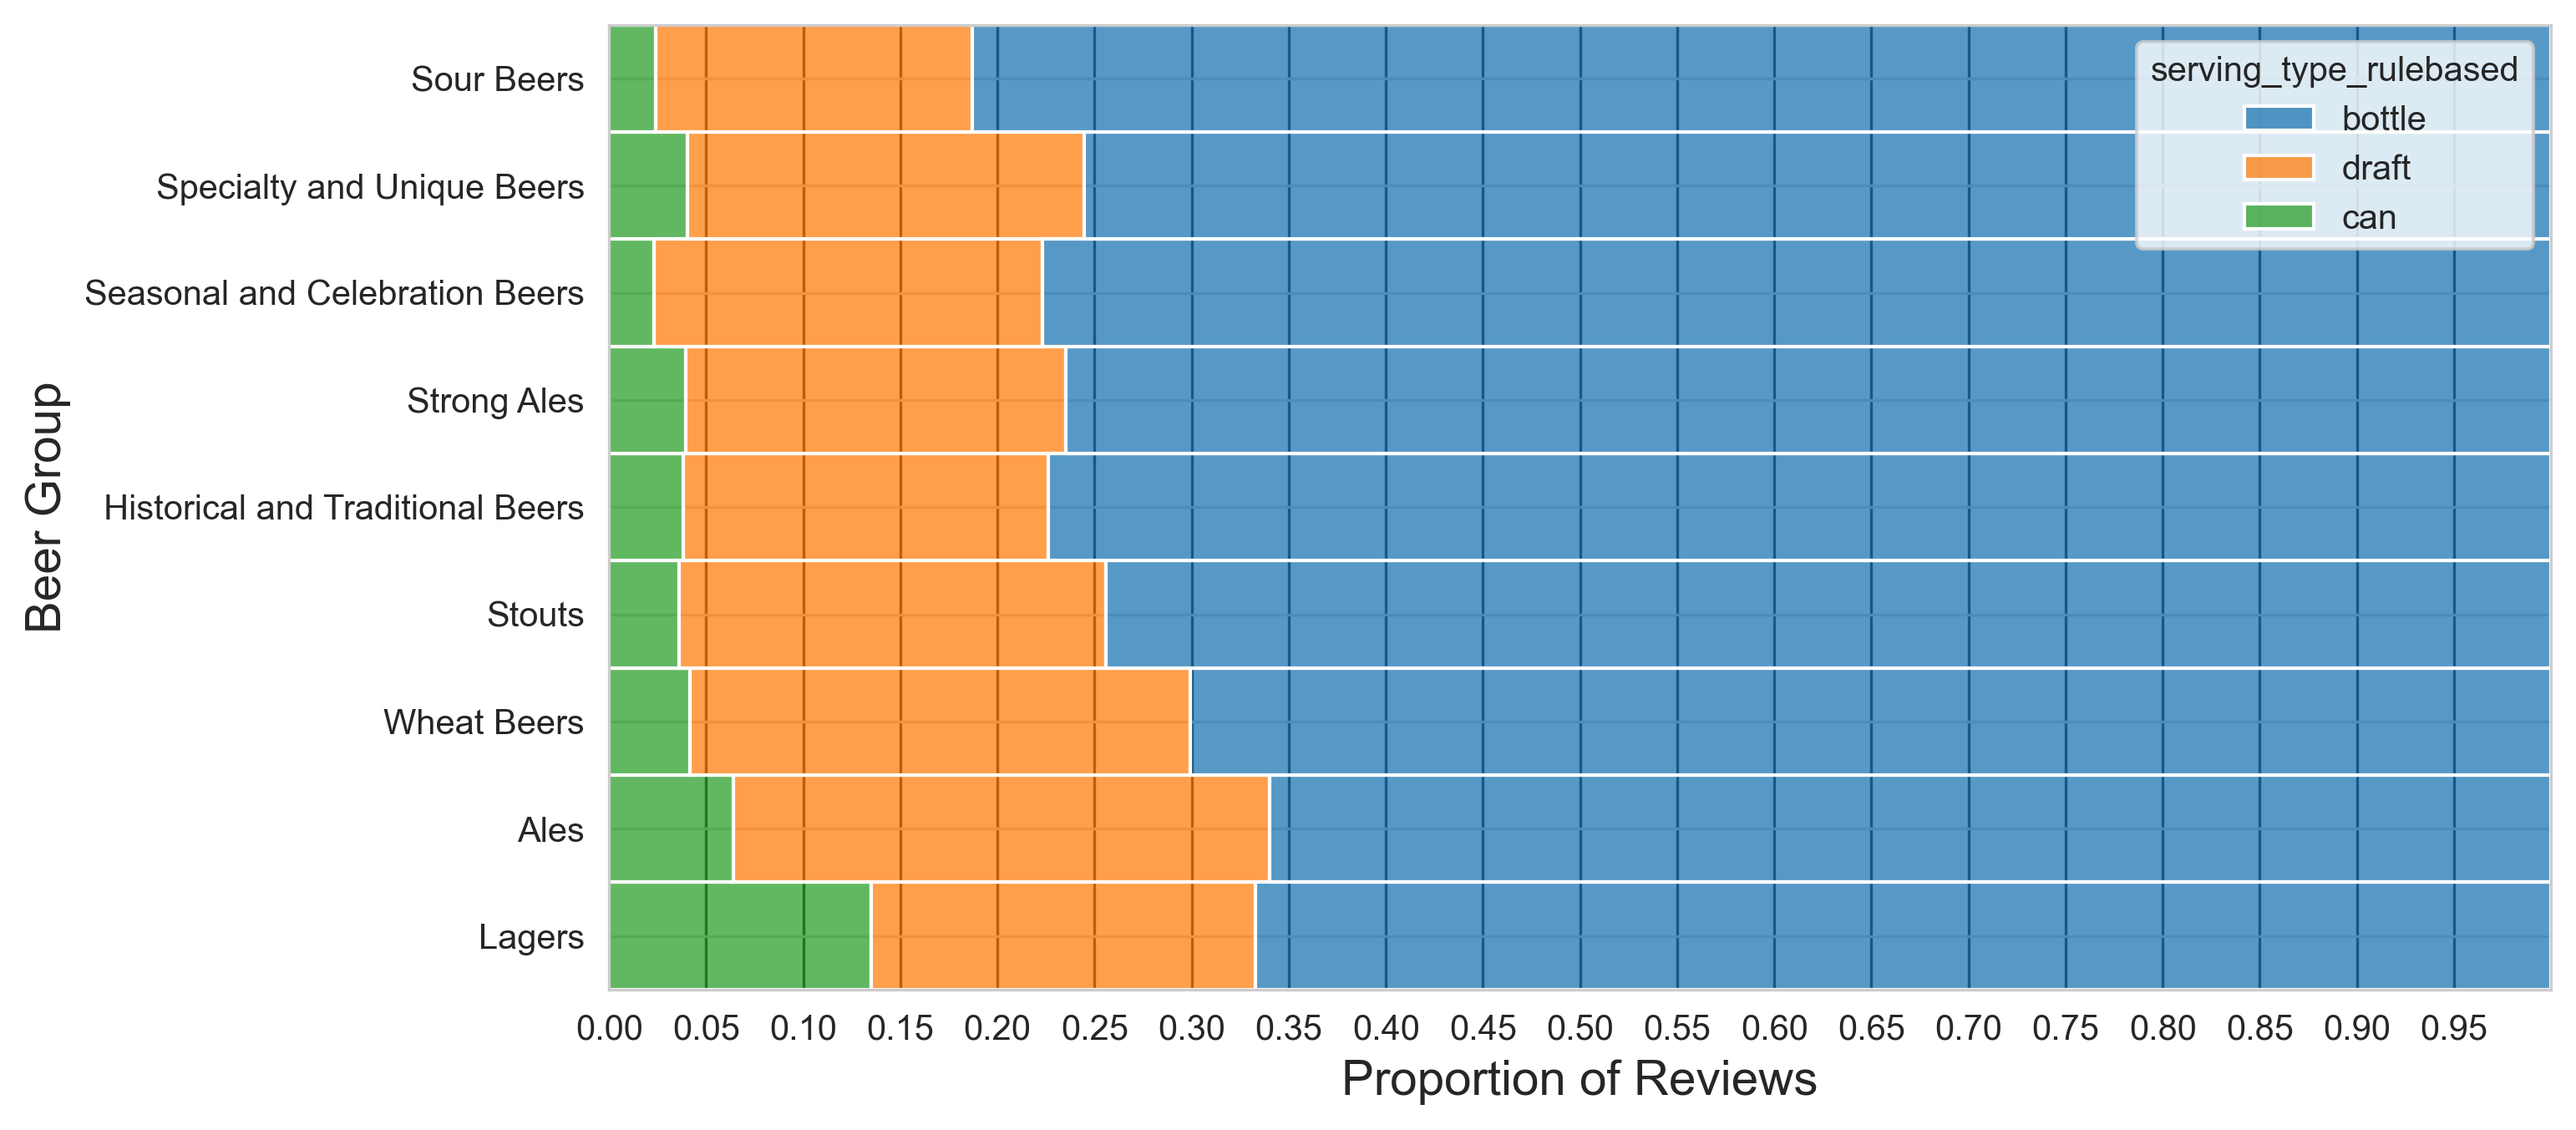 Sour Beers
Specialty and Unique Beers
Seasonal and Celebration Beers
Strong Ales
Historical and Traditional Beers
Stouts
Wheat Beers
Ales
Lagers
Beer Group
serving_type_rulebased
bottle
draft
can
0.00 0.05 0.10 0.15 0.20 0.25 0.30 0.35 0.40 0.45 0.50 0.55 0.60 0.65 0.70 0.75 0.80 0.85 0.90 0.95
Proportion of Reviews